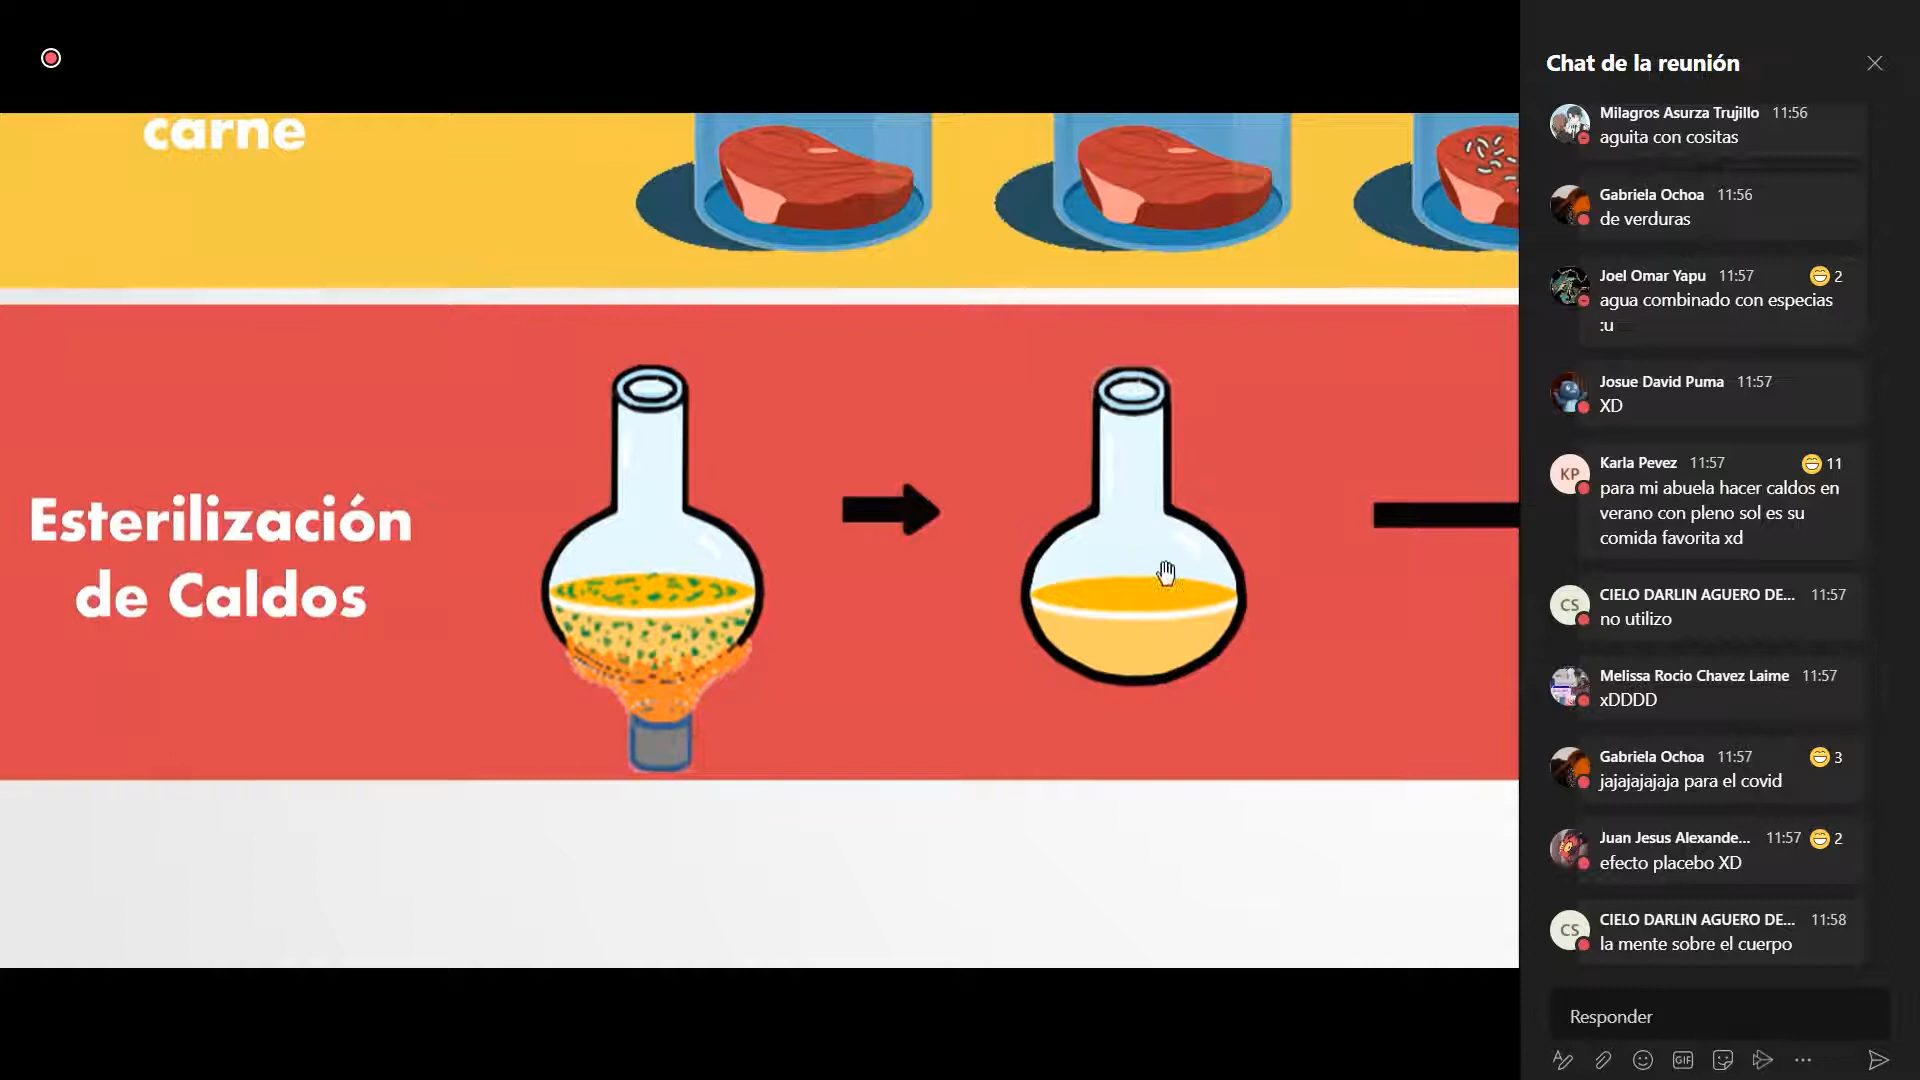 carne
Esterilización
de Caldos
Chat de la reunión
Milagros Asurza Trujillo 11:56
aguita con cositas
Gabriela Ochoa 11:56
de verduras
Joel Omar Yapu 11:57 2
agua combinado con especias
:u
Josue David Puma 11:57
XD
KP
Karla Pevez 11:57 11
para mi abuela hacer caldos en
verano con pleno sol es su
comida favorita xd
CS
CIELO DARLIN AGUERO DE... 11:57
no utilizo
Melissa Rocio Chavez Laime 11:57
xDDDD
Gabriela Ochoa 11:57 3
jajajajajaja para el covid
Juan Jesus Alexande... 11:57 2
efecto placebo XD
CS
CIELO DARLIN AGUERO DE... 11:58
la mente sobre el cuerpo
Responder
GIF